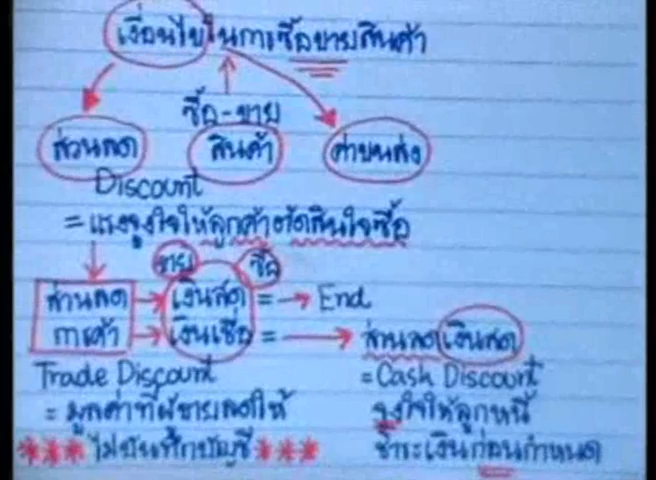 เงื่อนไขในการซื้อขายสินค้า
ซื้อ-ขาย
ส่วนลด สินค้า ค่าขนส่ง
Discount
= แรงจูงใจให้ลูกค้าตัดสินใจซื้อ
ขาย ซื้อ
ส่วนลด เงินสด = → End
การค้า เงินเชื่อ = → ส่วนลดเงินสด
Trade Discount = Cash Discount
= มูลค่าที่ผู้ขายลดให้ จูงใจให้ลูกหนี้
*** ไม่บันทึกบัญชี *** ชำระเงินก่อนกำหนด